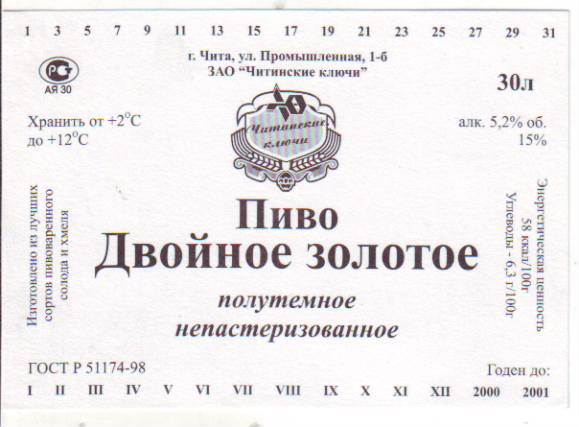 1 3 5 7 9 11 13 15 17 19 21 23 25 27 29 31
г. Чита, ул. Промышленная, 1-б
ЗАО “Читинские ключи”
АЯ 30
30л
Хранить от +2°С
до +12°С
алк. 5,2% об.
15%
Читинские
ключи
Изготовлено из лучших
сортов пивоваренного
солода и хмеля
Пиво
Двойное золотое
полутемное
непастеризованное
Энергетическая ценность
58 ккал/100г
Углеводы - 6,3 г/100г
ГОСТ Р 51174-98
Годен до:
I II III IV V VI VII VIII IX X XI XII 2000 2001